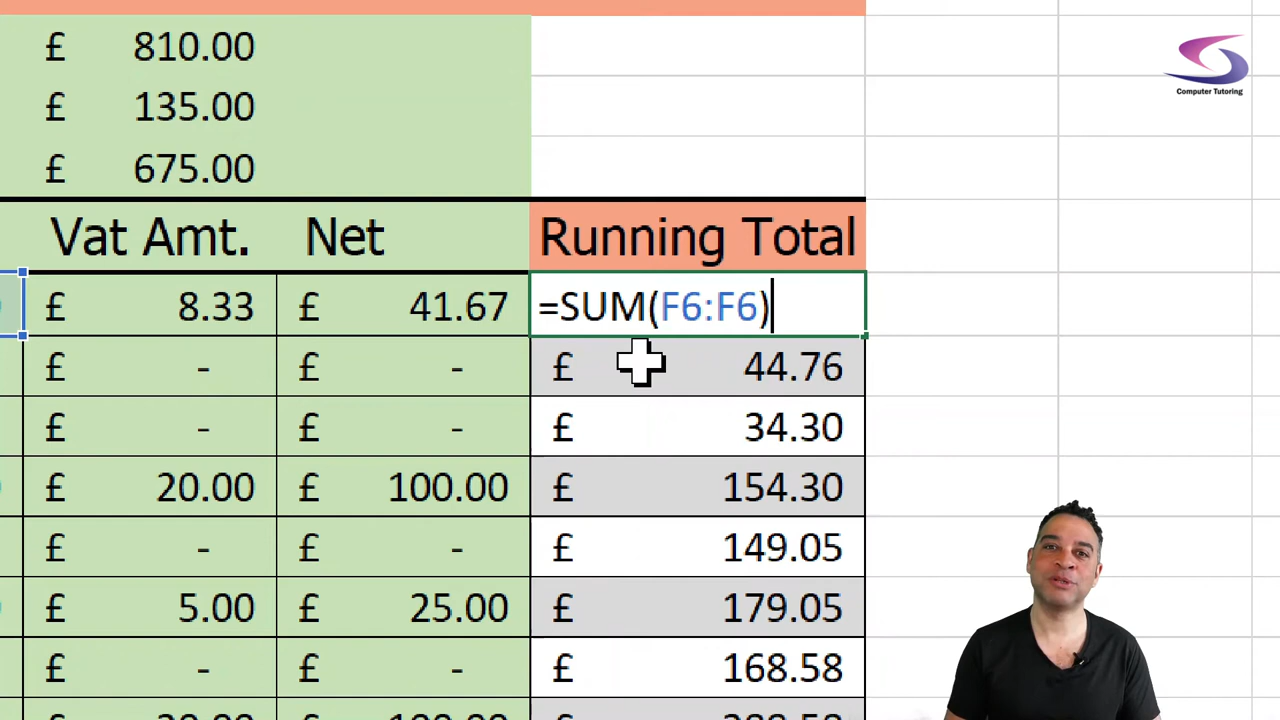 £ 810.00
Computer Tutoring
£ 135.00
£ 675.00
Vat Amt. Net Running Total
£ 8.33 £ 41.67 =SUM(F6:F6)
£ - £ - £ 44.76
£ - £ - £ 34.30
£ 20.00 £ 100.00 £ 154.30
£ - £ - £ 149.05
£ 5.00 £ 25.00 £ 179.05
£ - £ - £ 168.58